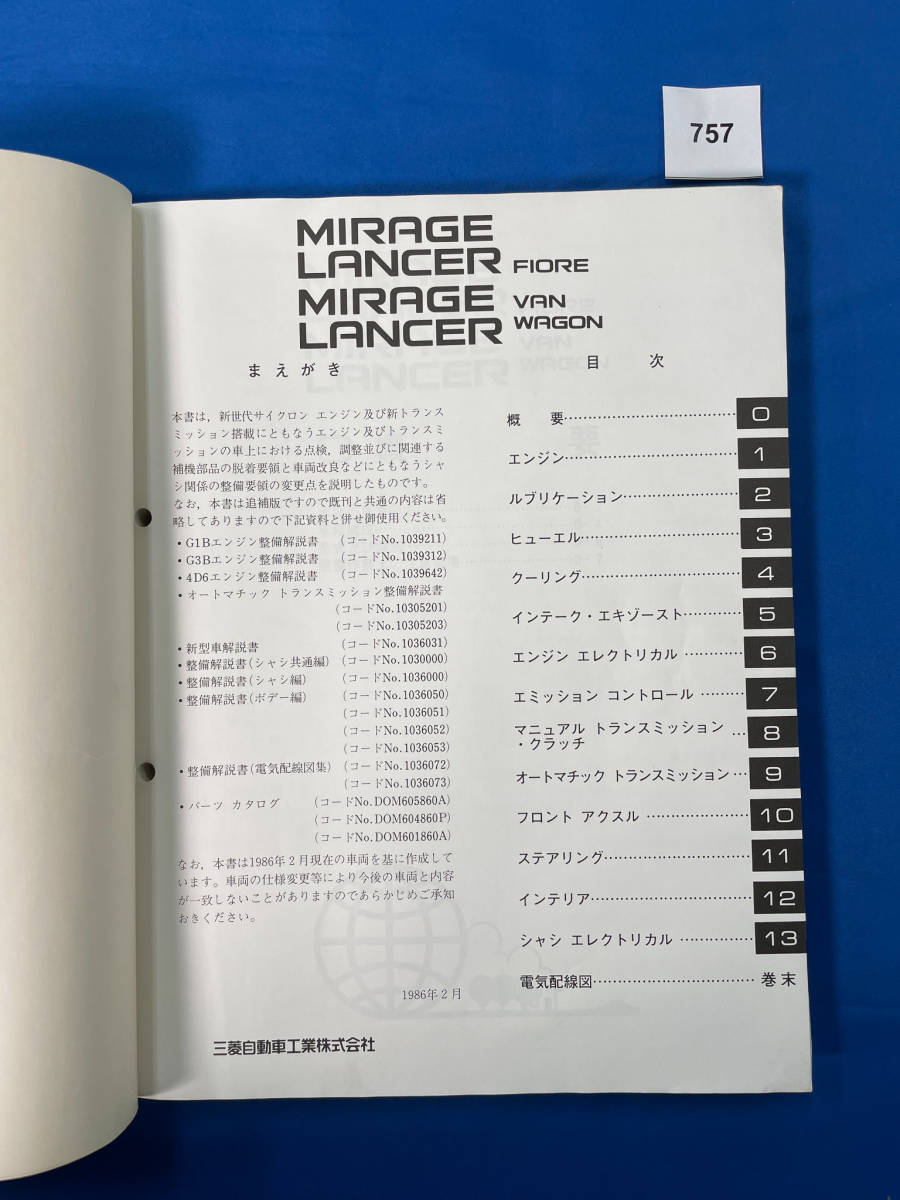 757
MIRAGE
LANCER FIORE
MIRAGE VAN
LANCER WAGON
まえがき
本書は，新世代サイクロン エンジン及び新トランス
ミッション搭載にともなうエンジン及びトランスミ
ッションの車上における点検，調整並びに関連する
補機部品の脱着要領と車両改良などにともなうシャ
シ関係の整備要領の変更点を説明したものです。
なお，本書は追補版ですので既刊と共通の内容は省
略してありますので下記資料と併せ御使用ください。
・G1Bエンジン整備解説書 （コードNo.1039211）
・G3Bエンジン整備解説書 （コードNo.1039312）
・4D6エンジン整備解説書 （コードNo.1039642）
・オートマチック トランスミッション整備解説書
（コードNo.10305201）
（コードNo.10305203）
・新型車解説書 （コードNo.1036031）
・整備解説書（シャシ共通編） （コードNo.1030000）
・整備解説書（シャシ編） （コードNo.1036000）
・整備解説書（ボデー編） （コードNo.1036050）
（コードNo.1036051）
（コードNo.1036052）
（コードNo.1036053）
・整備解説書（電気配線図集） （コードNo.1036072）
（コードNo.1036073）
・パーツ カタログ （コードNo.DOM605860A）
（コードNo.DOM604860P）
（コードNo.DOM601860A）
なお，本書は1986年2月現在の車両を基に作成して
います。車両の仕様変更等により今後の車両と内容
が一致しないことがありますのであらかじめご承知
おきください。
1986年2月
三菱自動車工業株式会社
目次
概要 0
エンジン 1
ルブリケーション 2
ヒューエル 3
クーリング 4
インテーク・エキゾースト 5
エンジン エレクトリカル 6
エミッション コントロール 7
マニュアル トランスミッション
・クラッチ 8
オートマチック トランスミッション 9
フロント アクスル 10
ステアリング 11
インテリア 12
シャシ エレクトリカル 13
電気配線図 巻末